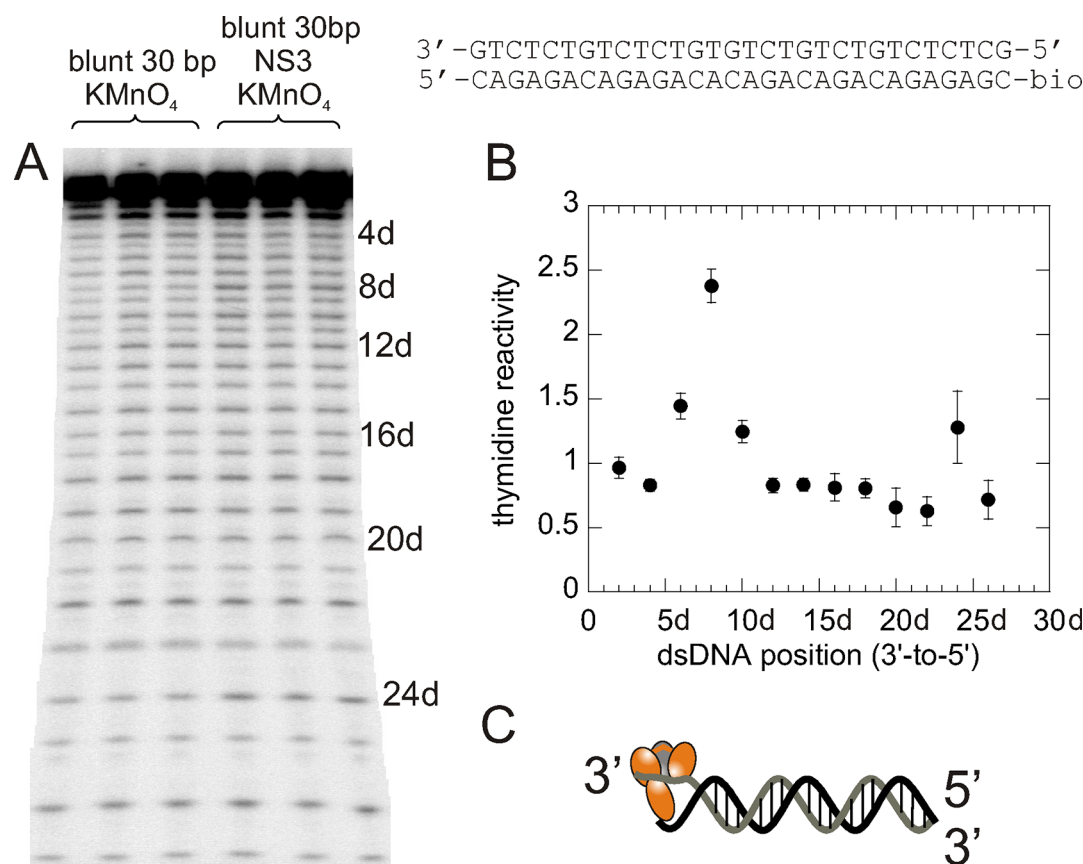 blunt 30 bp
KMnO₄
blunt 30bp
NS3
KMnO₄
3’-GTCTCTGTCTCTGTGTCTGTCTGTCTCTCG-5’
5’-CAGAGACAGAGACACAGACAGACAGAGAGC-bio
A
4d
8d
12d
16d
20d
24d
B
3
2.5
2
1.5
1
0.5
0
thymidine reactivity
0 5d 10d 15d 20d 25d 30d
dsDNA position (3'-to-5')
C
3’
5’
3’